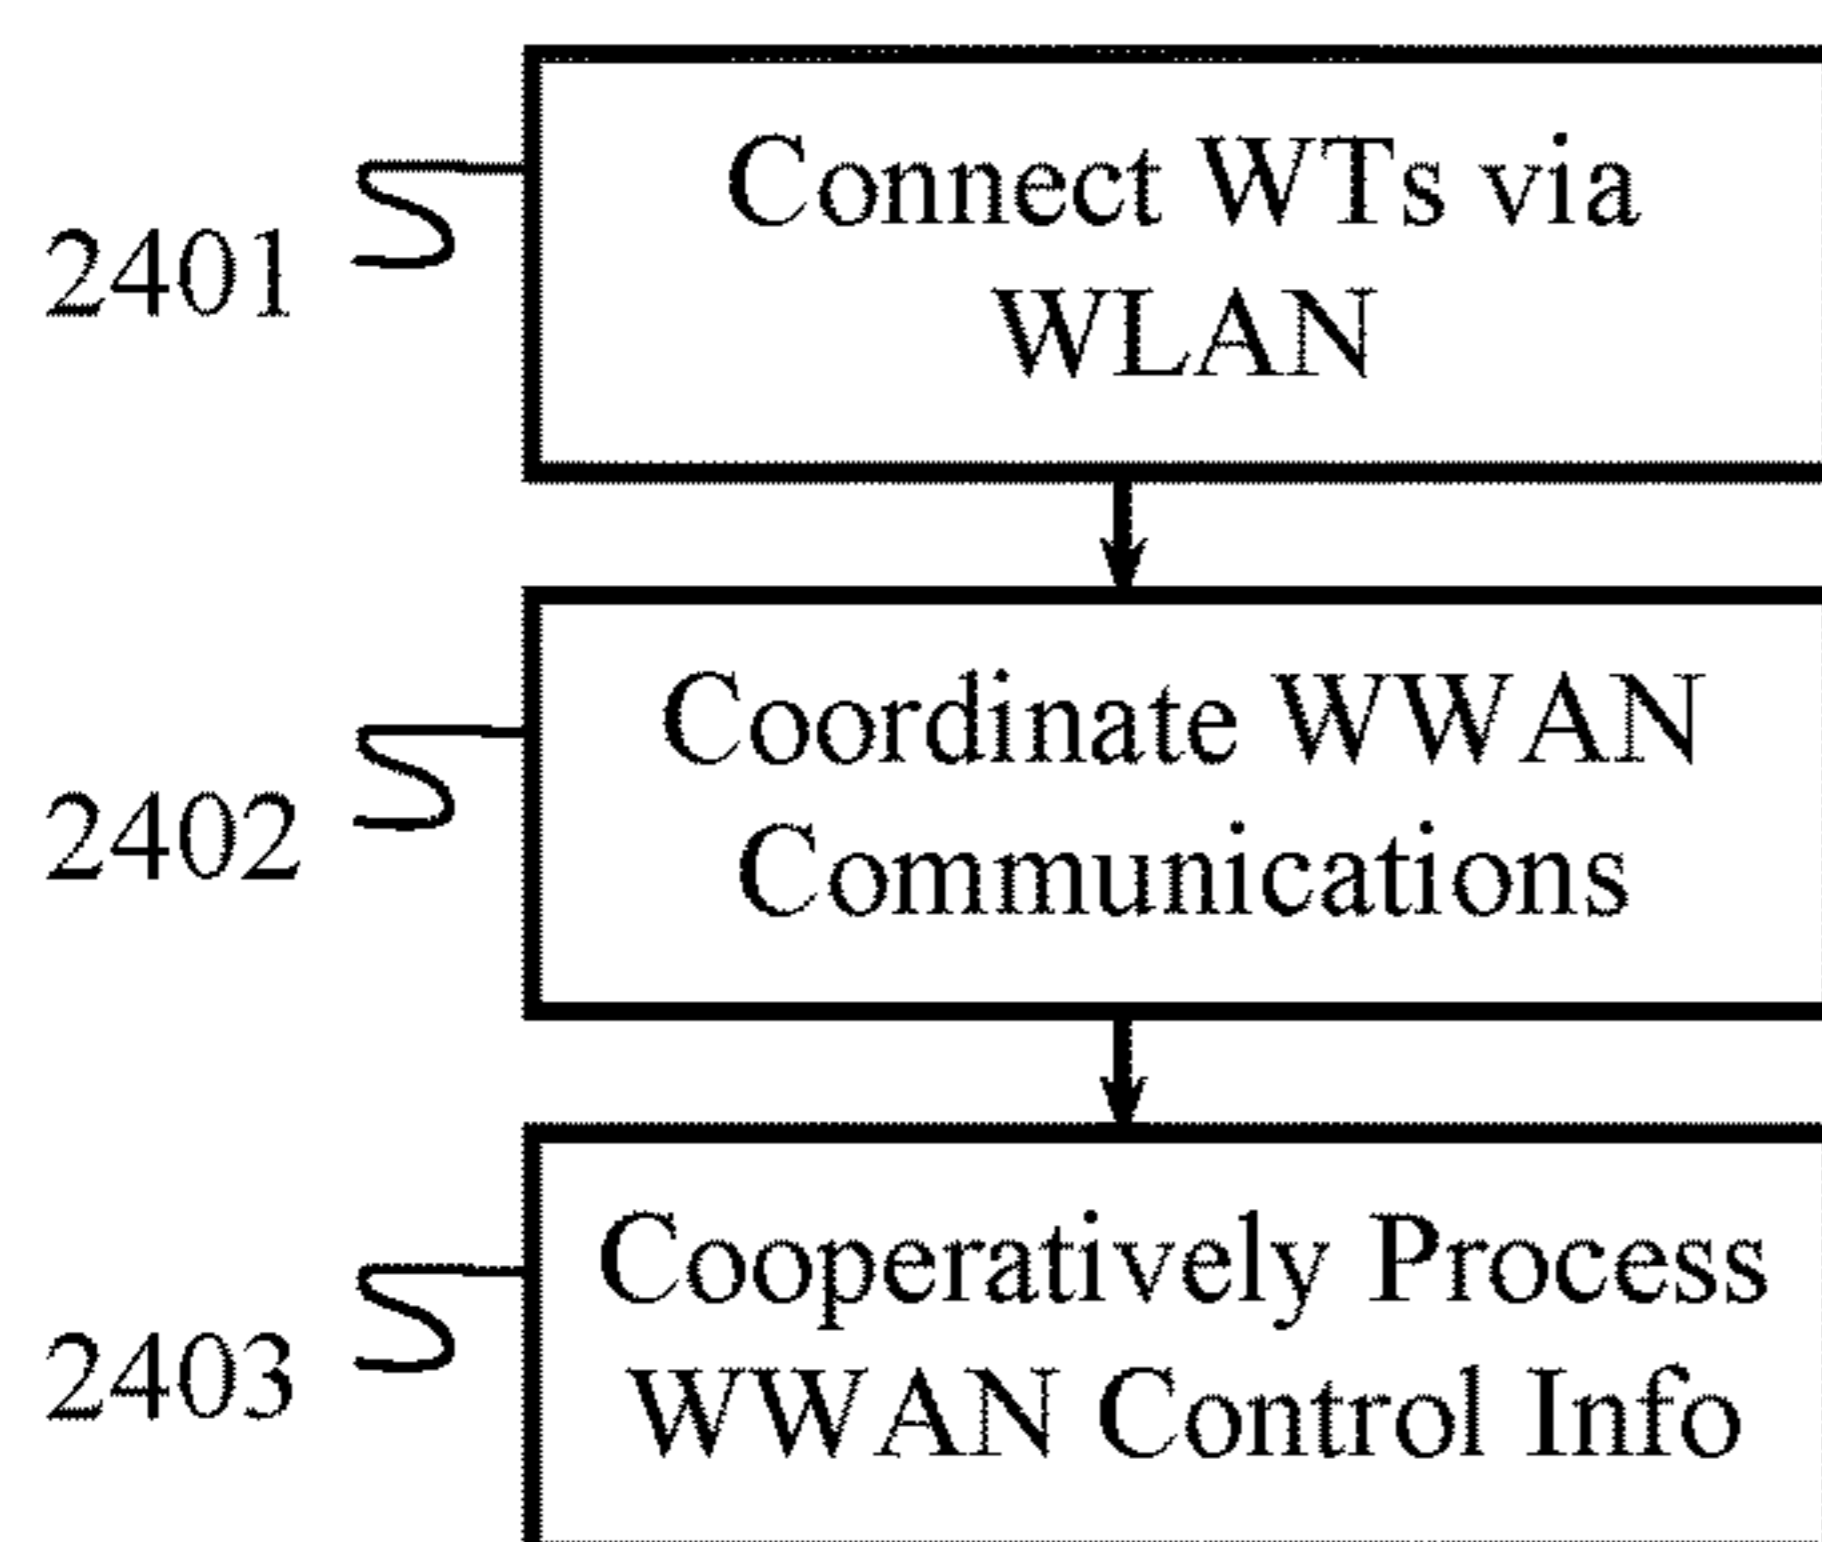 Connect WTs via
WLAN
2401
Coordinate WWAN
Communications
2402
Cooperatively Process
WWAN Control Info
2403